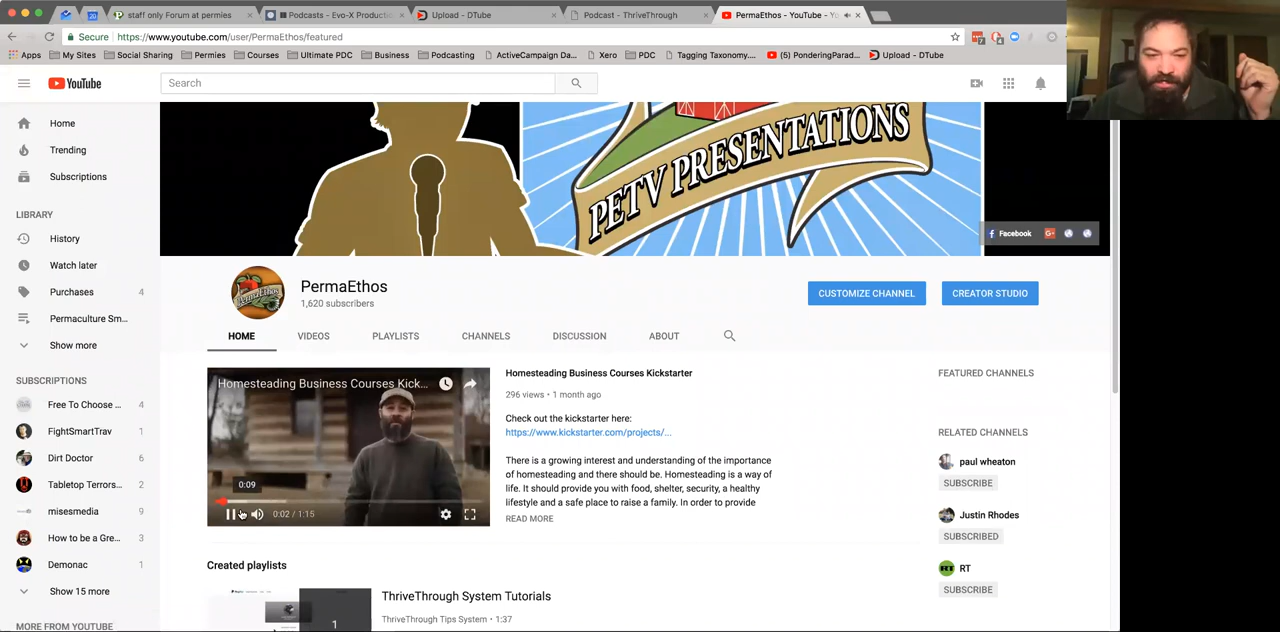 staff only Forum at permies
Podcasts - Evo-X Productio
Upload - DTube
Podcast - ThriveThrough
PermaEthos - YouTube - Yo
Secure
https://www.youtube.com/user/PermaEthos/featured
Apps My Sites Social Sharing Permies Courses Ultimate PDC Business Podcasting ActiveCampaign Da... Xero PDC Tagging Taxonomy.... (5) PonderingParad... Upload - DTube
YouTube
Search
Home
Trending
Subscriptions
LIBRARY
History
Watch later
Purchases 4
Permaculture Sm...
Show more
SUBSCRIPTIONS
Free To Choose ... 4
FightSmartTrav 1
Dirt Doctor 6
Tabletop Terrors... 2
misesmedia 9
How to be a Gre... 3
Demonac 1
Show 15 more
MORE FROM YOUTUBE
PETV PRESENTATIONS
Facebook G+
PermaEthos
1,620 subscribers
CUSTOMIZE CHANNEL
CREATOR STUDIO
HOME VIDEOS PLAYLISTS CHANNELS DISCUSSION ABOUT
Homesteading Business Courses Kick...
0:09
0:02 / 1:15
Homesteading Business Courses Kickstarter
296 views • 1 month ago
Check out the kickstarter here:
https://www.kickstarter.com/projects/...
There is a growing interest and understanding of the importance
of homesteading and there should be. Homesteading is a way of
life. It should provide you with food, shelter, security, a healthy
lifestyle and a safe place to raise a family. In order to provide
READ MORE
FEATURED CHANNELS
RELATED CHANNELS
paul wheaton
SUBSCRIBE
Justin Rhodes
SUBSCRIBED
RT
RT
SUBSCRIBE
Created playlists
1
ThriveThrough System Tutorials
ThriveThrough Tips System • 1:37